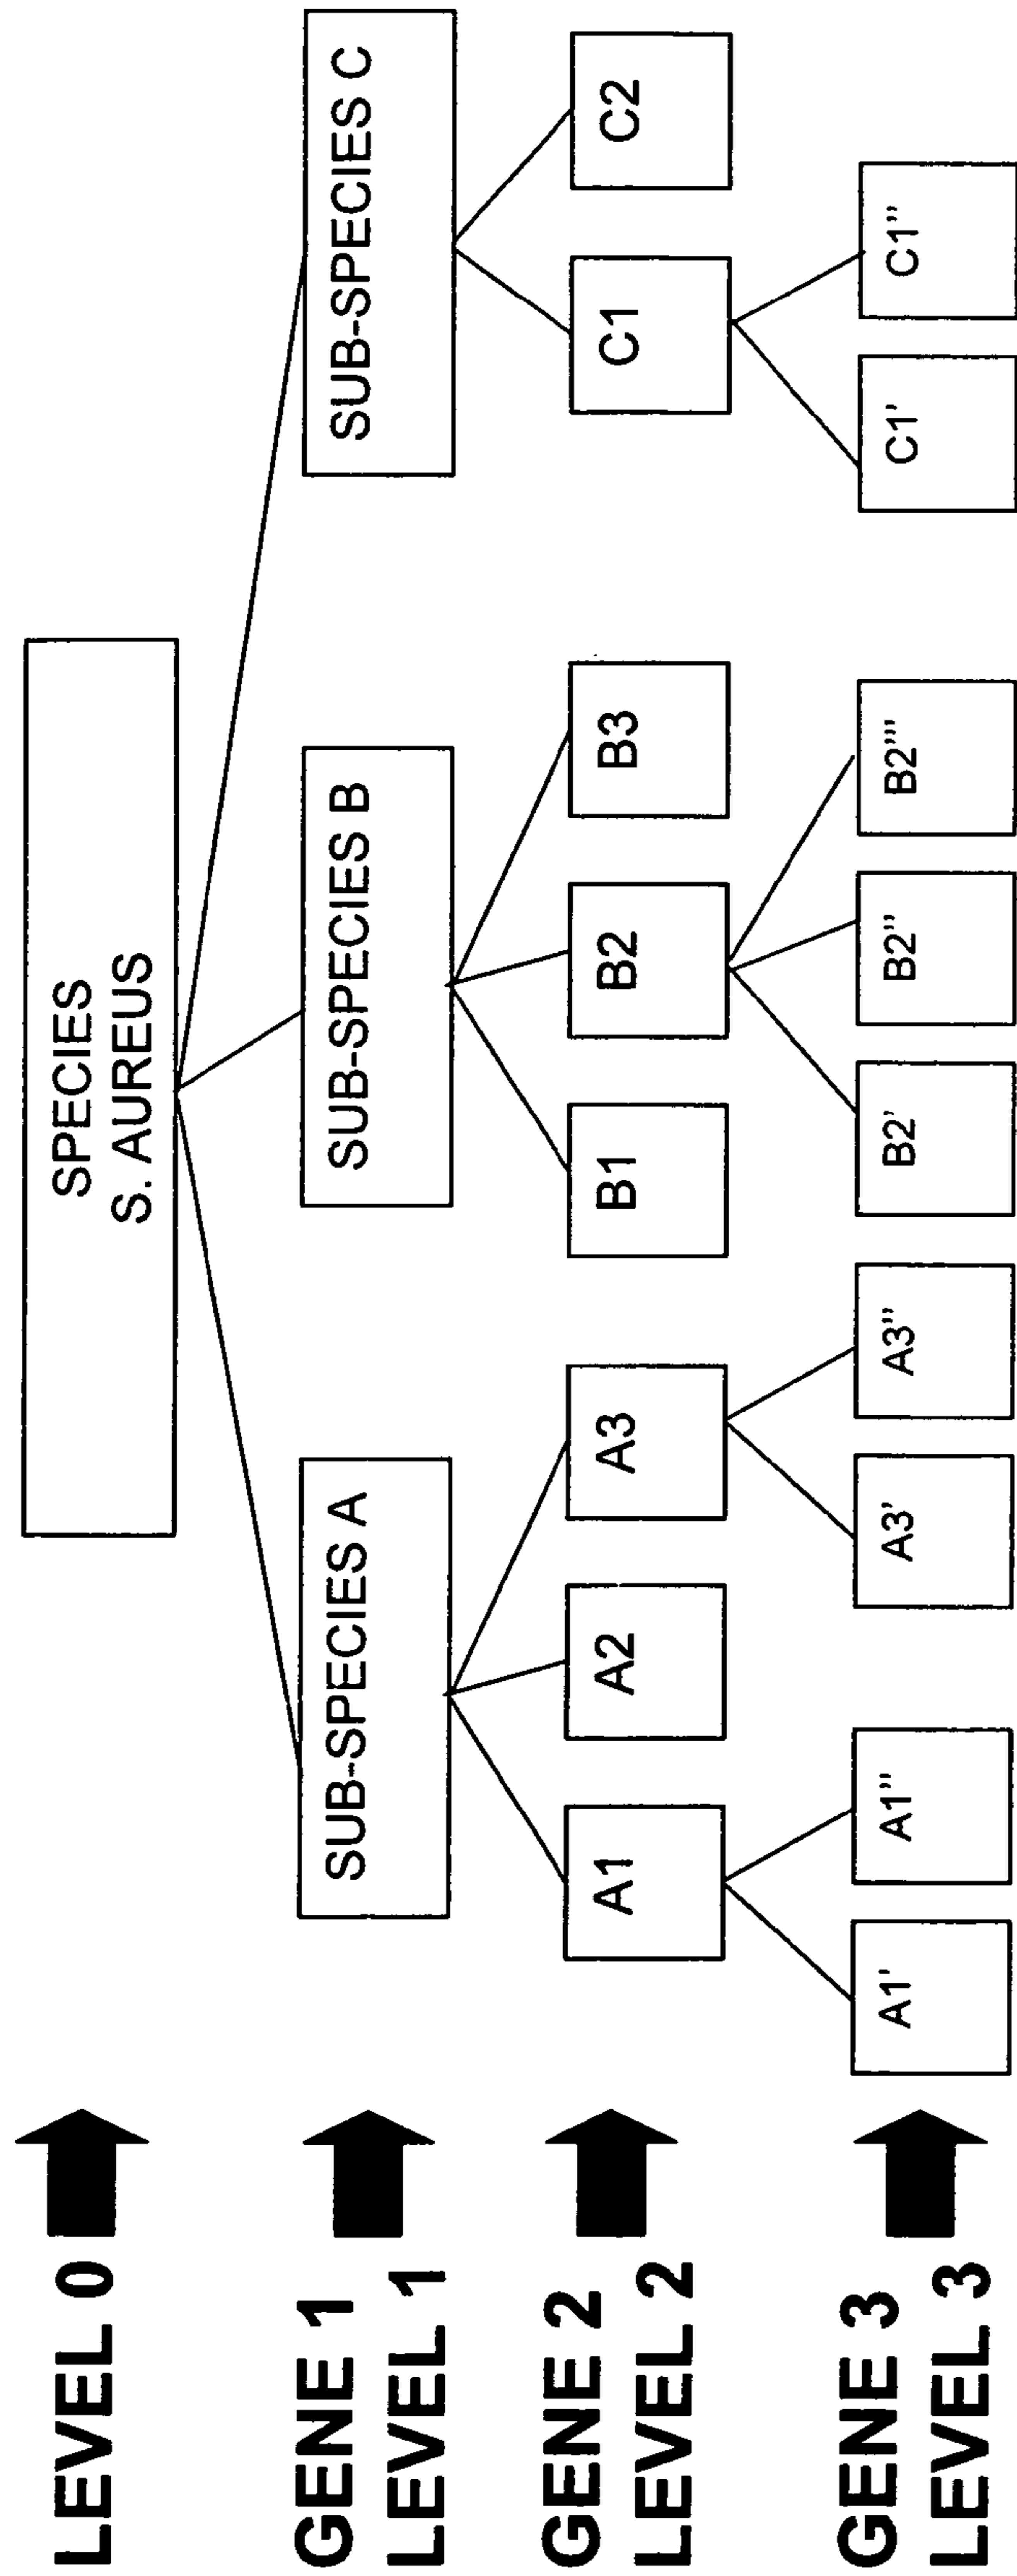 LEVEL 0
SPECIES
S. AUREUS
GENE 1
LEVEL 1
SUB-SPECIES A
SUB-SPECIES B
SUB-SPECIES C
GENE 2
LEVEL 2
A1
A2
A3
B1
B2
B3
C1
C2
GENE 3
LEVEL 3
A1'
A1"
A3'
A3"
B2'
B2"
B2"'
C1'
C1"